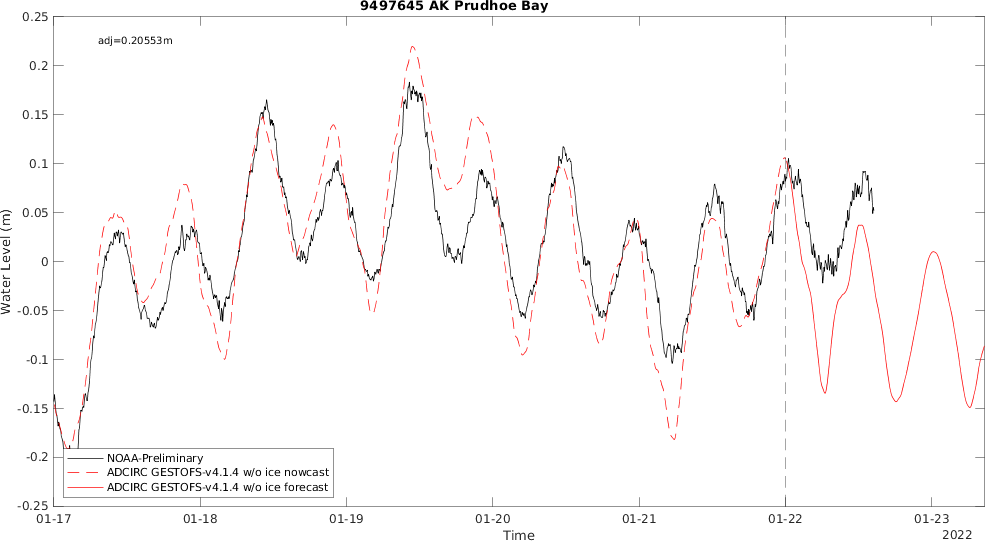 9497645 AK Prudhoe Bay
adj=0.20553m
0.25
0.2
0.15
0.1
0.05
0
-0.05
-0.1
-0.15
-0.2
-0.25
Water Level (m)
NOAA-Preliminary
ADCIRC GESTOFS-v4.1.4 w/o ice nowcast
ADCIRC GESTOFS-v4.1.4 w/o ice forecast
01-17 01-18 01-19 01-20 01-21 01-22 01-23
Time
2022